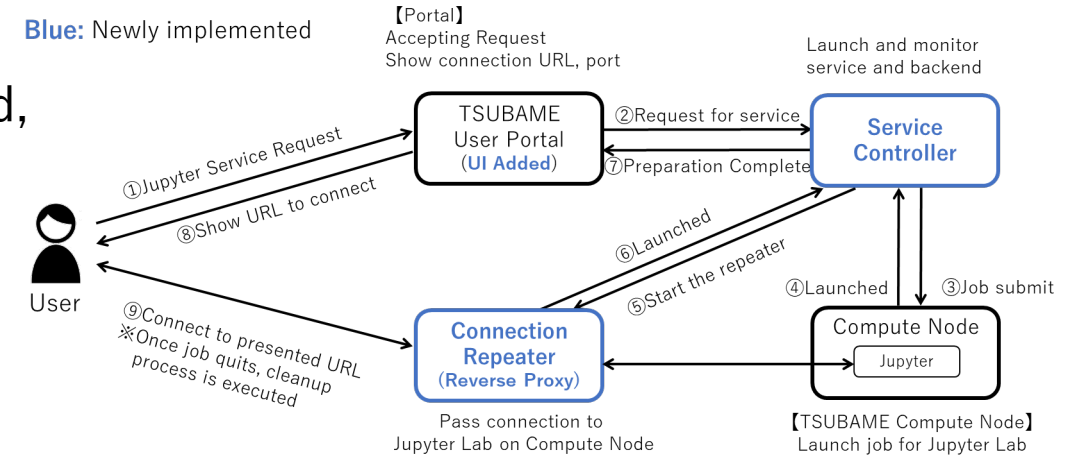 Blue: Newly implemented
d,
【Portal】
Accepting Request
Show connection URL, port
Launch and monitor
service and backend
TSUBAME
User Portal
(UI Added)
②Request for service
⑦Preparation Complete
Service
Controller
①Jupyter Service Request
⑧Show URL to connect
User
⑥Launched
⑤Start the repeater
④Launched
③Job submit
⑨Connect to presented URL
※Once job quits, cleanup
process is executed
Connection
Repeater
(Reverse Proxy)
Compute Node
Jupyter
Pass connection to
Jupyter Lab on Compute Node
【TSUBAME Compute Node】
Launch job for Jupyter Lab